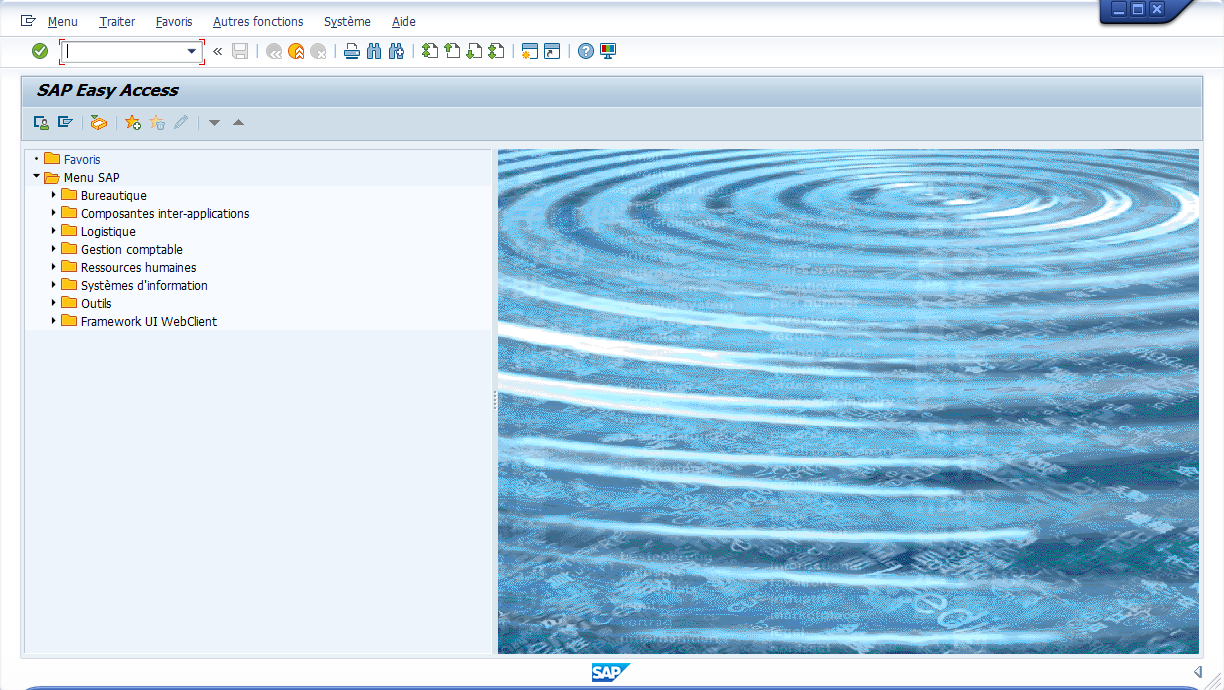 Menu Traiter Favoris Autres fonctions Système Aide
SAP Easy Access
Favoris
Menu SAP
Bureautique
Composantes inter-applications
Logistique
Gestion comptable
Ressources humaines
Systèmes d'information
Outils
Framework UI WebClient
SAP